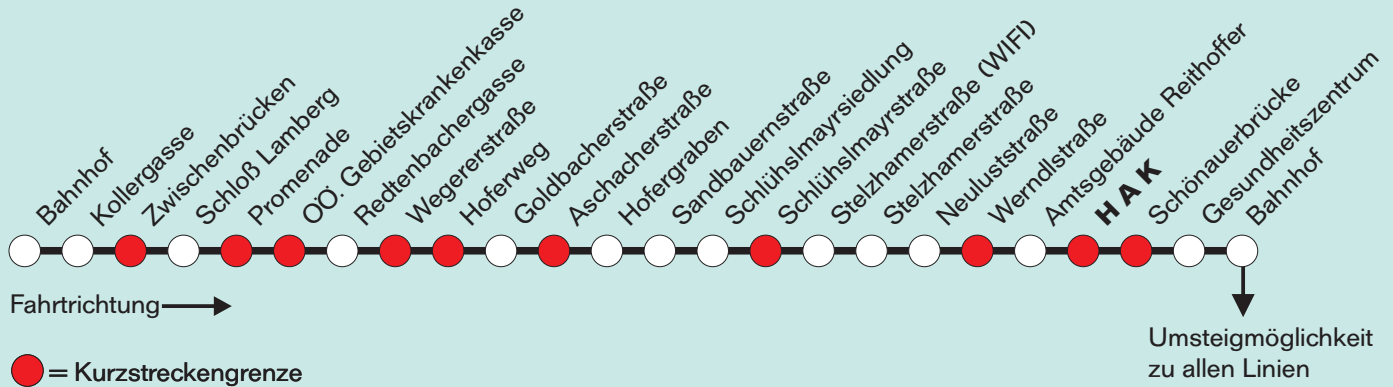 Bahnhof
Kollergasse
Zwischenbrücken
Schloß Lamberg
Promenade
OÖ. Gebietskrankenkasse
Redtenbachergasse
Wegererstraße
Hoferweg
Goldbacherstraße
Aschacherstraße
Hofergraben
Sandbauernstraße
Schlühslmayrsiedlung
Schlühslmayrstraße
Stelzhamerstraße (WIFI)
Stelzhamerstraße
Neuluststraße
Werndlstraße
Amtsgebäude Reithoffer
HAK
Schönauerbrücke
Gesundheitszentrum
Bahnhof
Fahrtrichtung
Umsteigmöglichkeit
zu allen Linien
= Kurzstreckengrenze